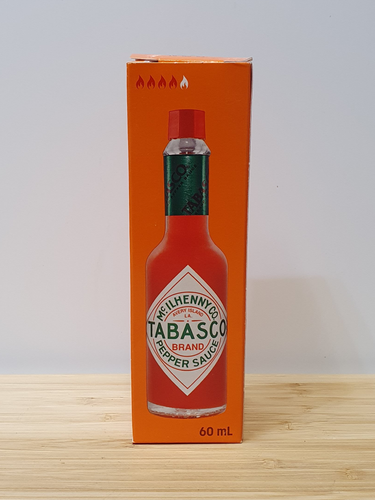 McILHENNY CO.
AVERY ISLAND
LA.
TABASCO
BRAND
PEPPER SAUCE
60 mL